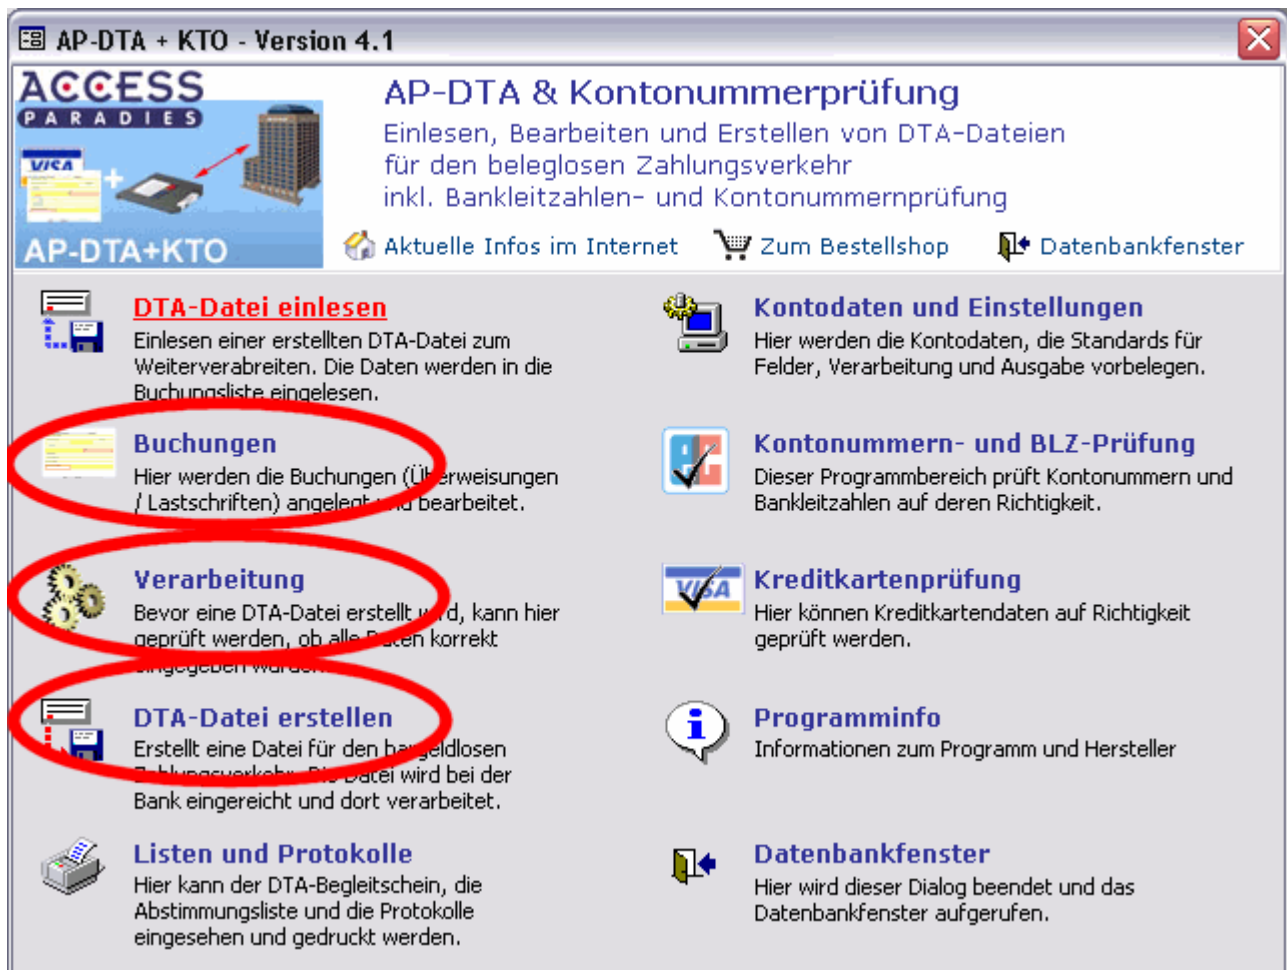 AP-DTA + KTO - Version 4.1
ACCESS
PARADIES
VISA
AP-DTA+KTO
AP-DTA & Kontonummerprüfung
Einlesen, Bearbeiten und Erstellen von DTA-Dateien
für den beleglosen Zahlungsverkehr
inkl. Bankleitzahlen- und Kontonummernprüfung
Aktuelle Infos im Internet
Zum Bestellshop
Datenbankfenster
DTA-Datei einlesen
Einlesen einer erstellten DTA-Datei zum
Weiterverabreiten. Die Daten werden in die
Buchungsliste eingelesen.
Buchungen
Hier werden die Buchungen (Überweisungen
/ Lastschriften) angelegt und bearbeitet.
Verarbeitung
Bevor eine DTA-Datei erstellt wird, kann hier
geprüft werden, ob alle Daten korrekt
eingegeben wurden.
DTA-Datei erstellen
Erstellt eine Datei für den bargeldlosen
Zahlungsverkehr. Die Datei wird bei der
Bank eingereicht und dort verarbeitet.
Listen und Protokolle
Hier kann der DTA-Begleitschein, die
Abstimmungsliste und die Protokolle
eingesehen und gedruckt werden.
Kontodaten und Einstellungen
Hier werden die Kontodaten, die Standards für
Felder, Verarbeitung und Ausgabe vorbelegen.
ec
Kontonummern- und BLZ-Prüfung
Dieser Programmbereich prüft Kontonummern und
Bankleitzahlen auf deren Richtigkeit.
VISA
Kreditkartenprüfung
Hier können Kreditkartendaten auf Richtigkeit
geprüft werden.
Programminfo
Informationen zum Programm und Hersteller
Datenbankfenster
Hier wird dieser Dialog beendet und das
Datenbankfenster aufgerufen.